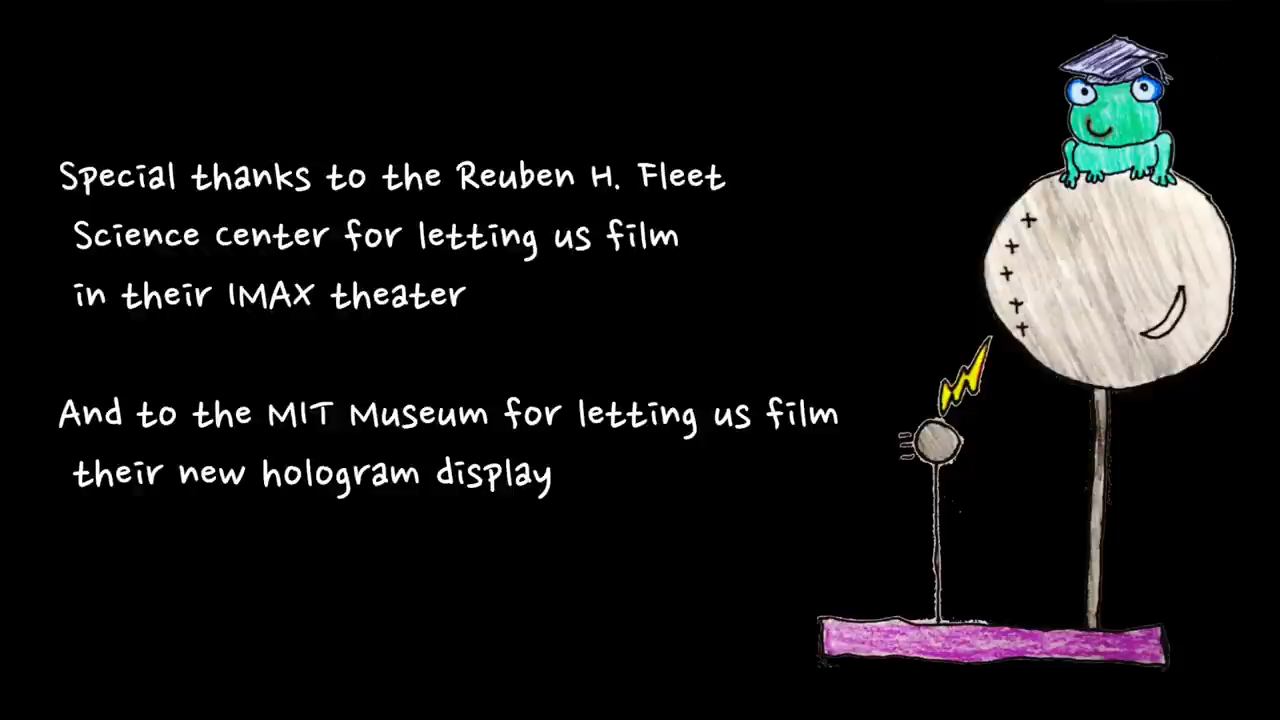 Special thanks to the Reuben H. Fleet
Science center for letting us film
in their IMAX theater
And to the MIT Museum for letting us film
their new hologram display